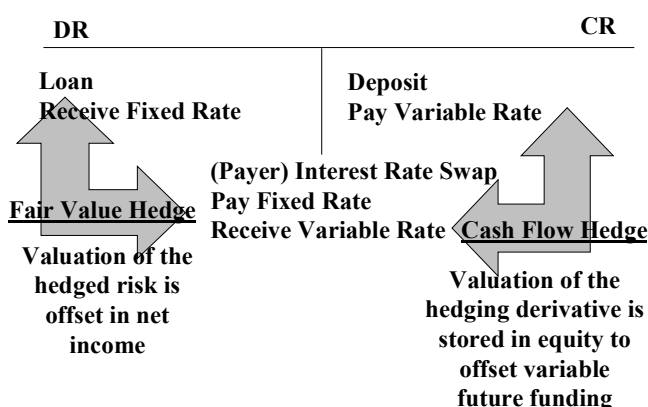 DR
CR
Loan
Receive Fixed Rate
Deposit
Pay Variable Rate
(Payer) Interest Rate Swap
Pay Fixed Rate
Receive Variable Rate
Fair Value Hedge
Valuation of the
hedged risk is
offset in net
income
Cash Flow Hedge
Valuation of the
hedging derivative is
stored in equity to
offset variable
future funding